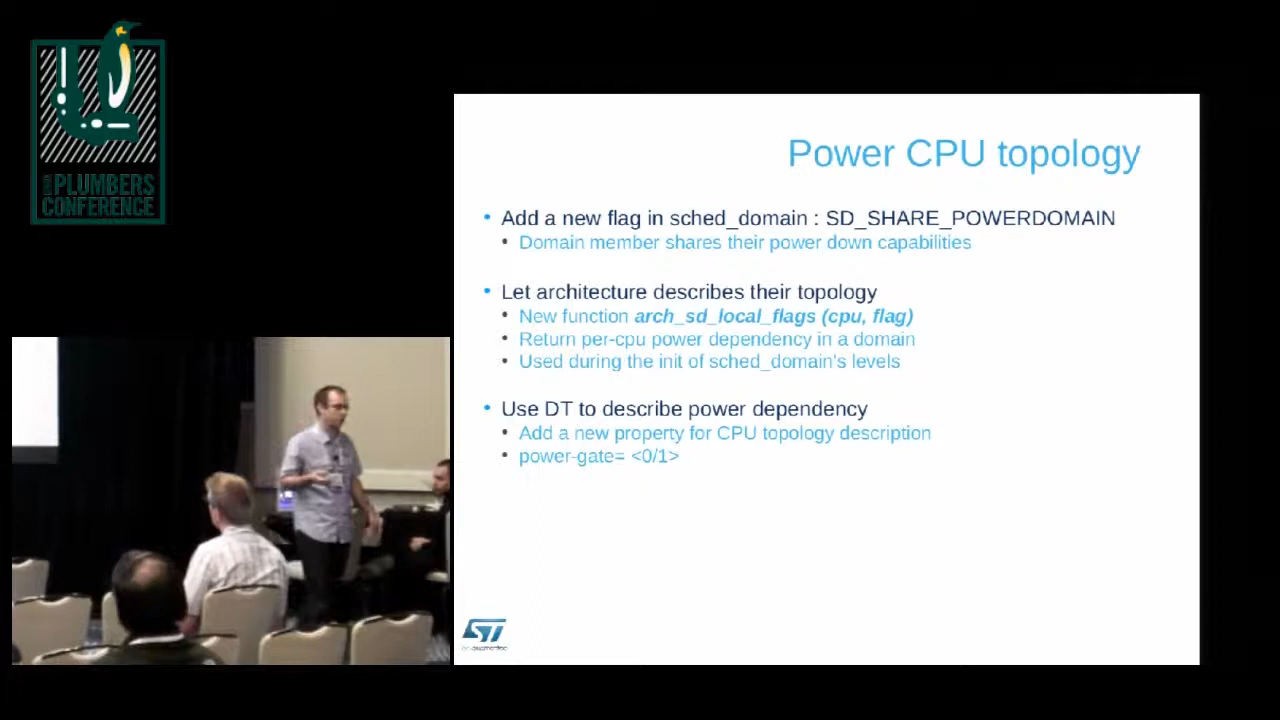 PLUMBERS
CONFERENCE
Power CPU topology
Add a new flag in sched_domain : SD_SHARE_POWERDOMAIN
Domain member shares their power down capabilities
Let architecture describes their topology
New function arch_sd_local_flags (cpu, flag)
Return per-cpu power dependency in a domain
Used during the init of sched_domain's levels
Use DT to describe power dependency
Add a new property for CPU topology description
power-gate= <0/1>
ST